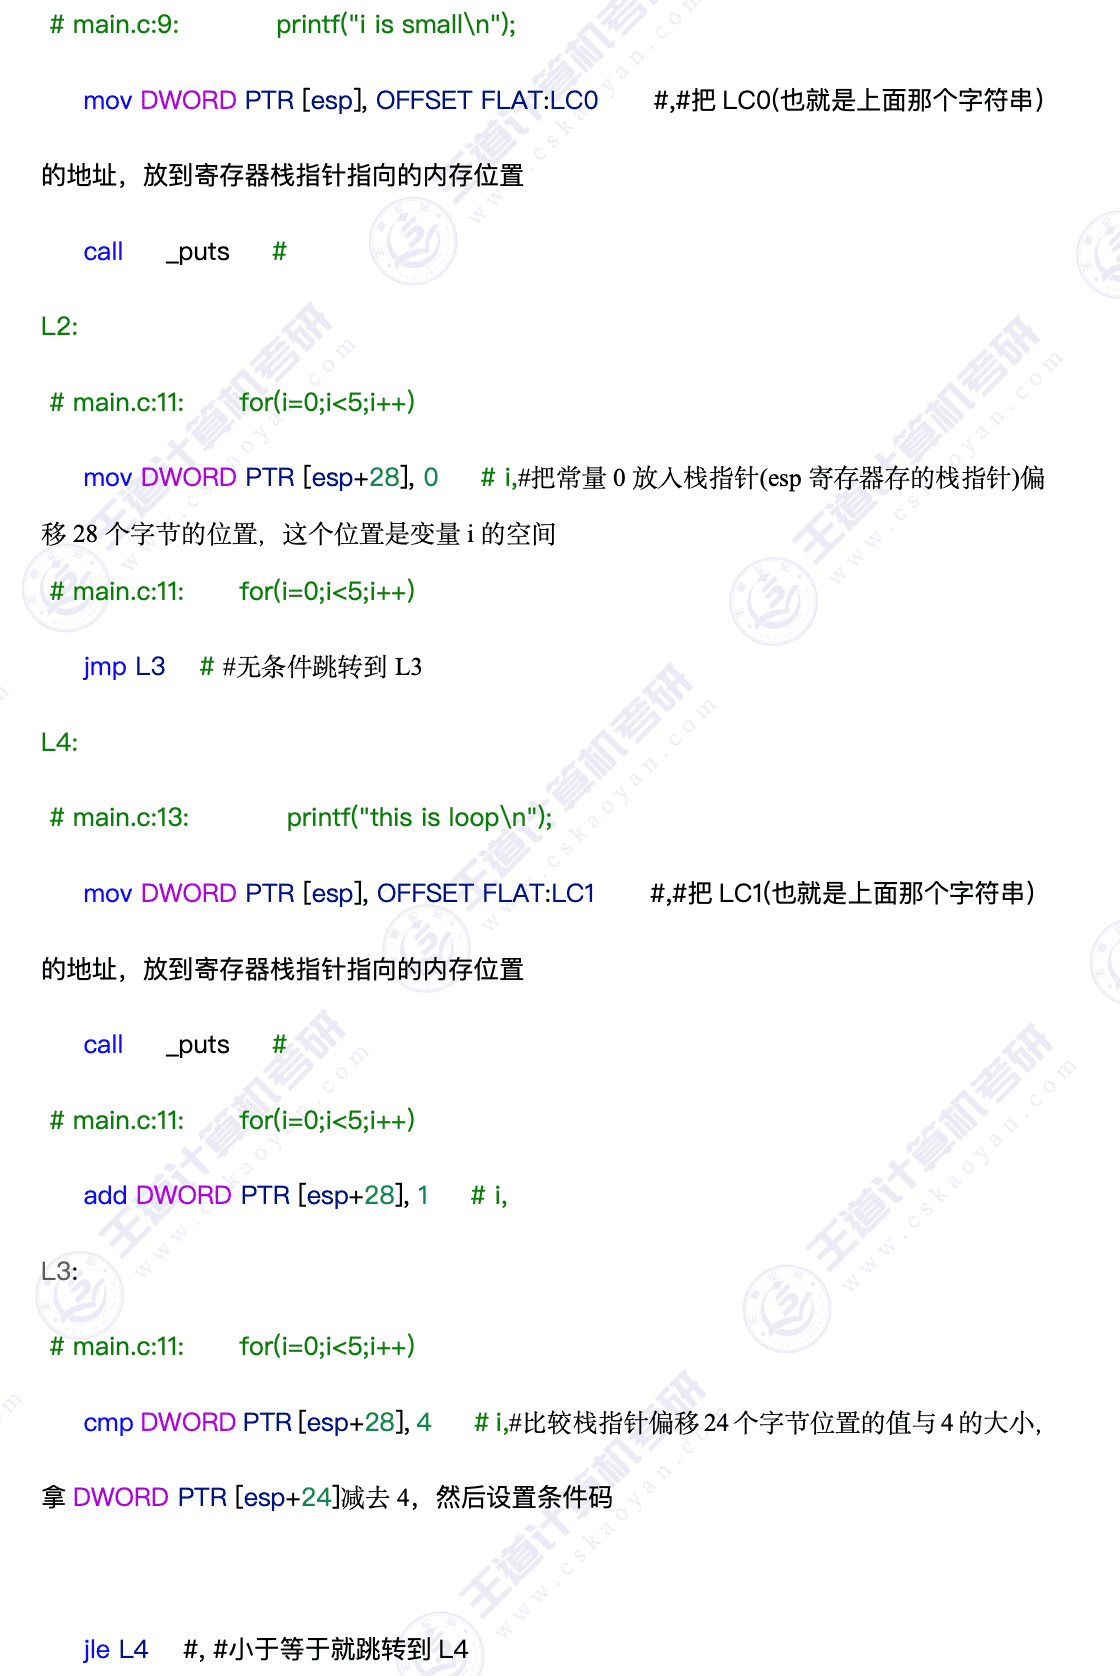 # main.c:9: printf("i is small\n");
mov DWORD PTR [esp], OFFSET FLAT:LC0 #,#把 LC0(也就是上面那个字符串)
的地址，放到寄存器栈指针指向的内存位置
call _puts #
L2:
# main.c:11: for(i=0;i<5;i++)
mov DWORD PTR [esp+28], 0 # i,#把常量 0 放入栈指针(esp 寄存器存的栈指针)偏
移 28 个字节的位置，这个位置是变量 i 的空间
# main.c:11: for(i=0;i<5;i++)
jmp L3 # #无条件跳转到 L3
L4:
# main.c:13: printf("this is loop\n");
mov DWORD PTR [esp], OFFSET FLAT:LC1 #,#把 LC1(也就是上面那个字符串)
的地址，放到寄存器栈指针指向的内存位置
call _puts #
# main.c:11: for(i=0;i<5;i++)
add DWORD PTR [esp+28], 1 # i,
L3:
# main.c:11: for(i=0;i<5;i++)
cmp DWORD PTR [esp+28], 4 # i,#比较栈指针偏移 24 个字节位置的值与 4 的大小，
拿 DWORD PTR [esp+24]减去 4，然后设置条件码
jle L4 #, #小于等于就跳转到 L4
王道计算机考研
www.cskaoyan.com